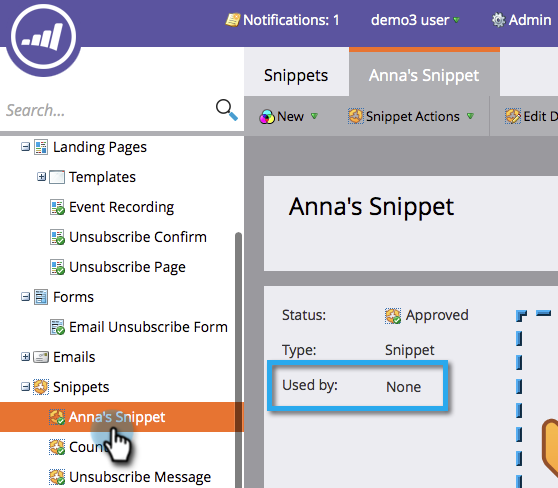 Notifications: 1 demo3 user Admin
Snippets Anna's Snippet
Search...
New Snippet Actions Edit D
Landing Pages
Templates
Event Recording
Unsubscribe Confirm
Unsubscribe Page
Forms
Email Unsubscribe Form
Emails
Snippets
Anna's Snippet
Coun
Unsubscribe Message
Anna's Snippet
Status: Approved
Type: Snippet
Used by: None